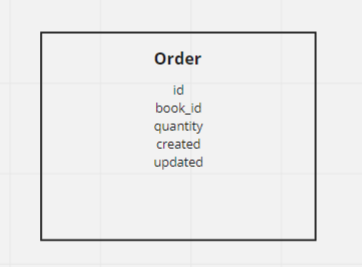 Order
id
book_id
quantity
created
updated